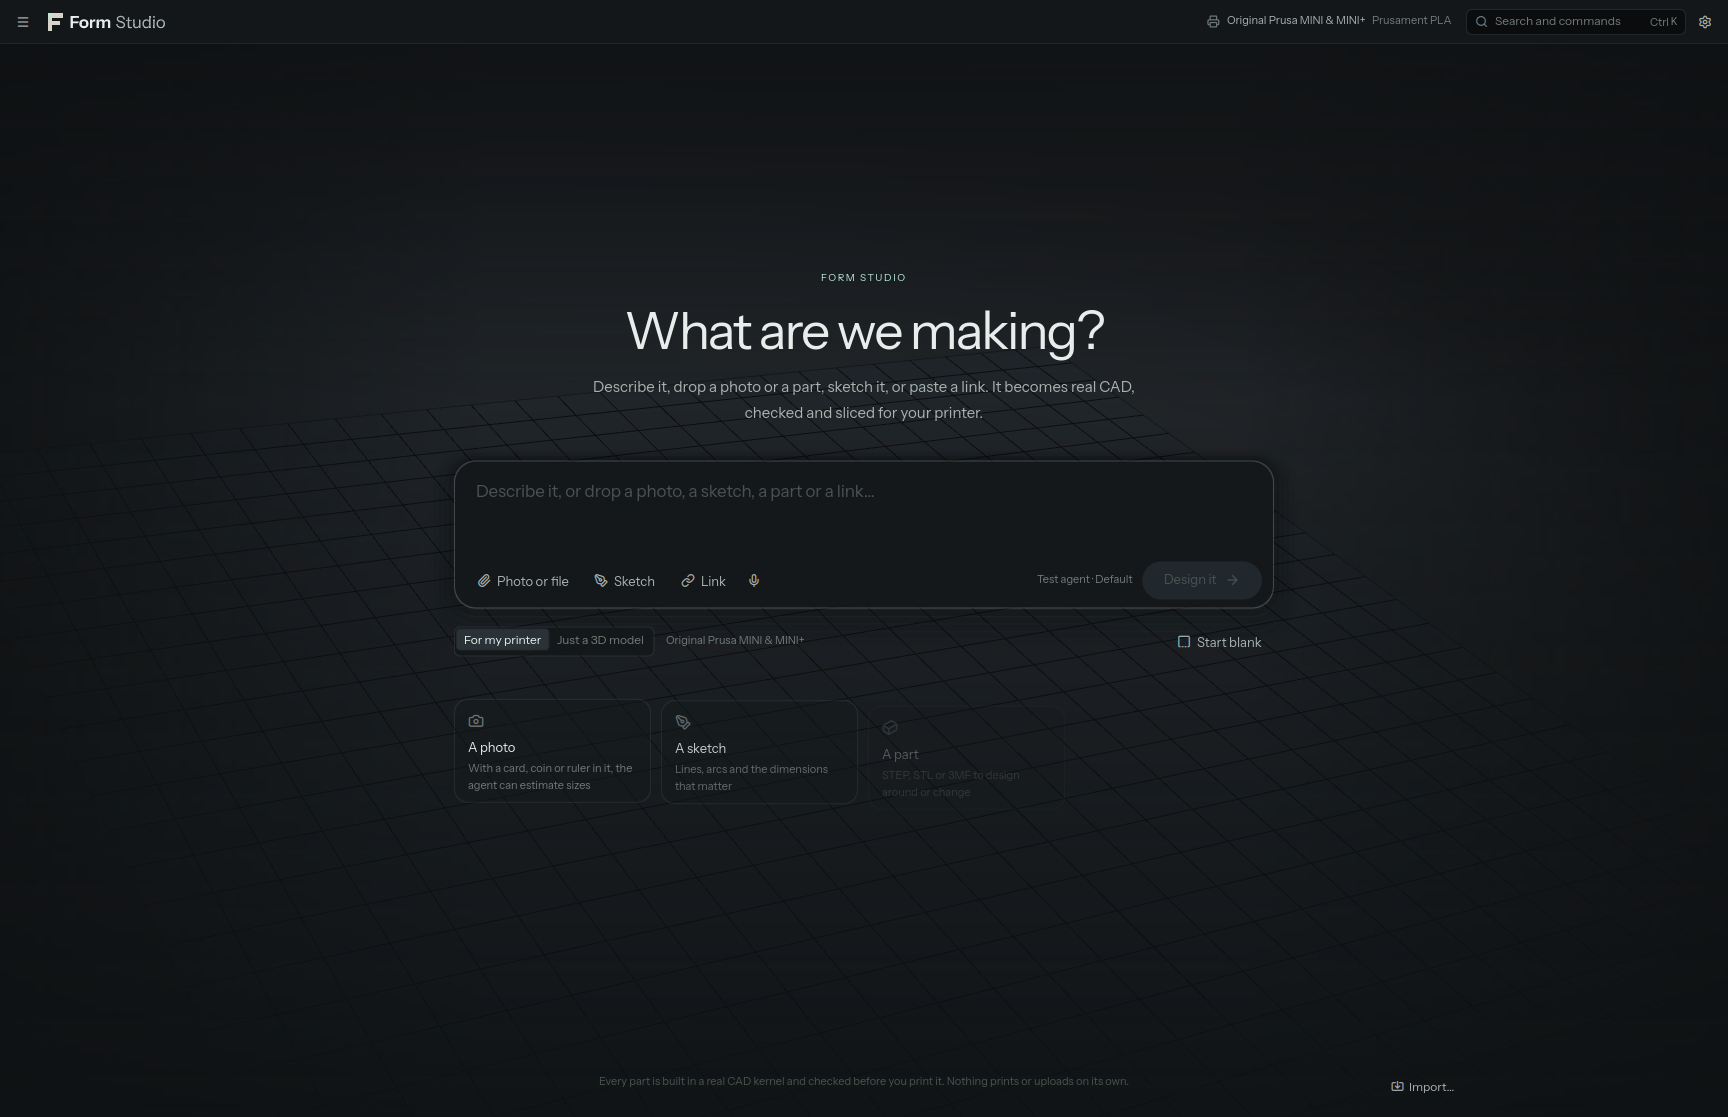 Form Studio
Original Prusa MINI & MINI+ Prusament PLA
Search and commands Ctrl K
FORM STUDIO
What are we making?
Describe it, drop a photo or a part, sketch it, or paste a link. It becomes real CAD,
checked and sliced for your printer.
Describe it, or drop a photo, a sketch, a part or a link...
Photo or file Sketch Link
Test agent · Default Design it
For my printer Just a 3D model Original Prusa MINI & MINI+
Start blank
A photo
With a card, coin or ruler in it, the
agent can estimate sizes
A sketch
Lines, arcs and the dimensions
that matter
A part
STEP, STL or 3MF to design
around or change
Every part is built in a real CAD kernel and checked before you print it. Nothing prints or uploads on its own.
Import...